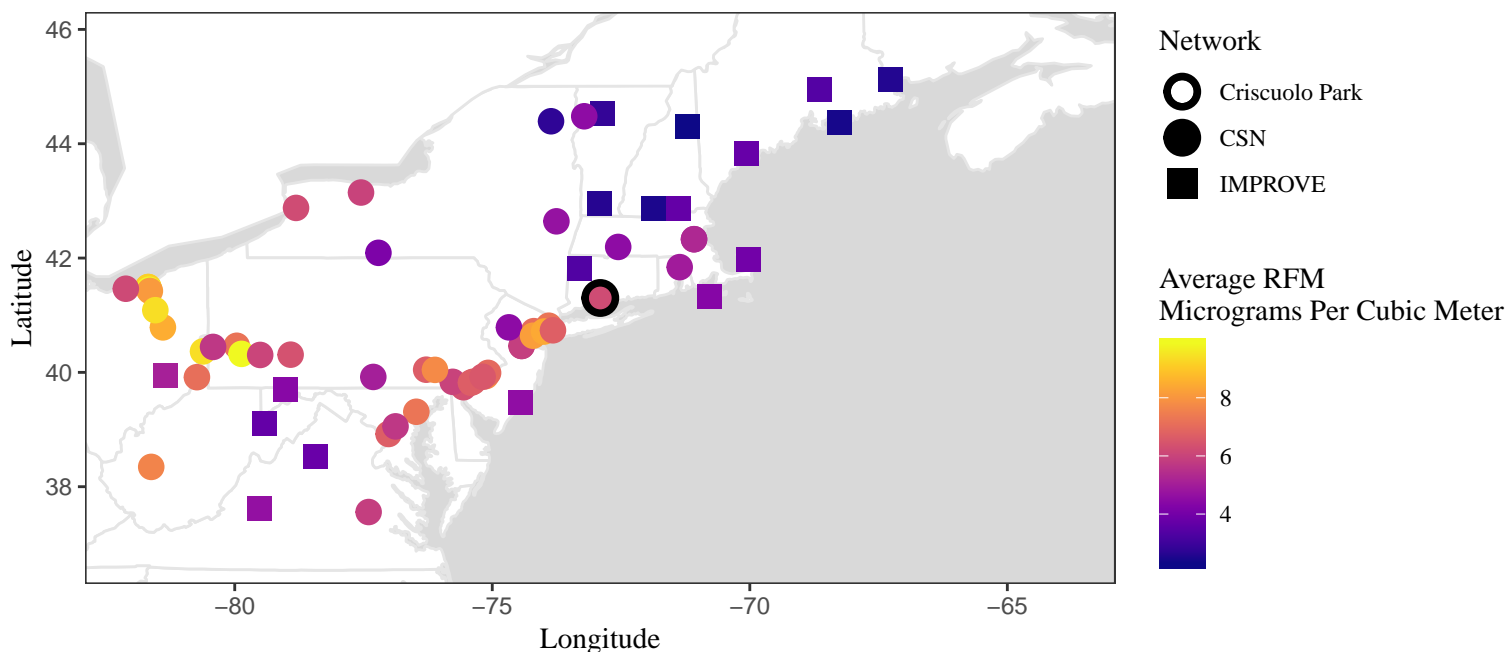 46
44
42
40
38
Latitude
−80
−75
−70
−65
Longitude
Network
Criscuolo Park
CSN
IMPROVE
Average RFM
Micrograms Per Cubic Meter
8
6
4